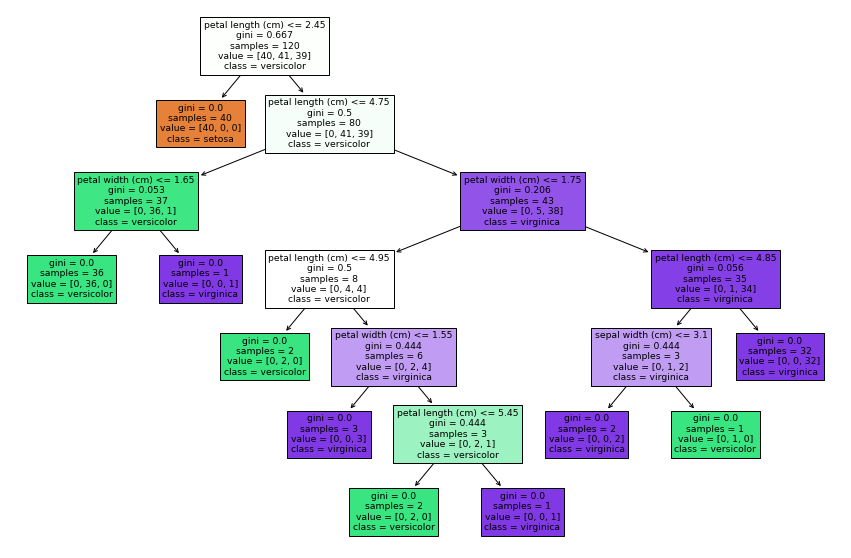 petal length (cm) <= 2.45
gini = 0.667
samples = 120
value = [40, 41, 39]
class = versicolor
gini = 0.0
samples = 40
value = [40, 0, 0]
class = setosa
petal length (cm) <= 4.75
gini = 0.5
samples = 80
value = [0, 41, 39]
class = versicolor
petal width (cm) <= 1.65
gini = 0.053
samples = 37
value = [0, 36, 1]
class = versicolor
petal width (cm) <= 1.75
gini = 0.206
samples = 43
value = [0, 5, 38]
class = virginica
gini = 0.0
samples = 36
value = [0, 36, 0]
class = versicolor
gini = 0.0
samples = 1
value = [0, 0, 1]
class = virginica
petal length (cm) <= 4.95
gini = 0.5
samples = 8
value = [0, 4, 4]
class = versicolor
petal length (cm) <= 4.85
gini = 0.056
samples = 35
value = [0, 1, 34]
class = virginica
gini = 0.0
samples = 2
value = [0, 2, 0]
class = versicolor
petal width (cm) <= 1.55
gini = 0.444
samples = 6
value = [0, 2, 4]
class = virginica
sepal width (cm) <= 3.1
gini = 0.444
samples = 3
value = [0, 1, 2]
class = virginica
gini = 0.0
samples = 32
value = [0, 0, 32]
class = virginica
gini = 0.0
samples = 3
value = [0, 0, 3]
class = virginica
petal length (cm) <= 5.45
gini = 0.444
samples = 3
value = [0, 2, 1]
class = versicolor
gini = 0.0
samples = 2
value = [0, 0, 2]
class = virginica
gini = 0.0
samples = 1
value = [0, 1, 0]
class = versicolor
gini = 0.0
samples = 2
value = [0, 2, 0]
class = versicolor
gini = 0.0
samples = 1
value = [0, 0, 1]
class = virginica